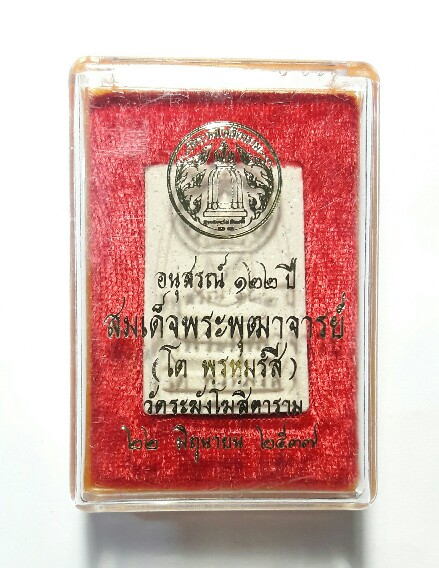 อนุสรณ์ ๑๒๒ ปี
สมเด็จพระพุฒาจารย์
(โต พรหมรังสี)
วัดระฆังโฆสิตาราม
๒๒ มิถุนายน ๒๕๓๗